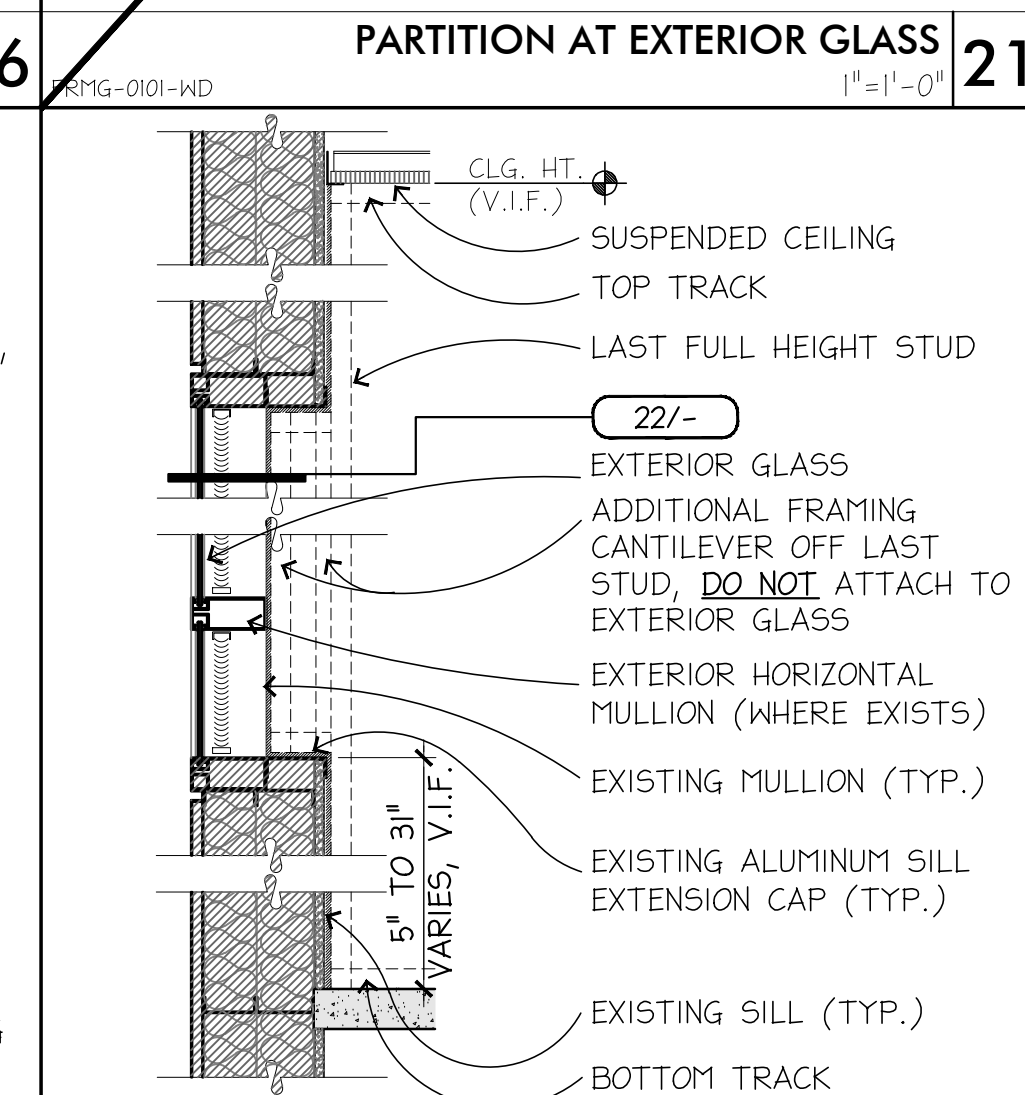 6
PARTITION AT EXTERIOR GLASS
21
FRMG-0101-WD
1"=1'-0"
CLG. HT.
(V.I.F.)
SUSPENDED CEILING
TOP TRACK
LAST FULL HEIGHT STUD
22/-
EXTERIOR GLASS
ADDITIONAL FRAMING
CANTILEVER OFF LAST
STUD, DO NOT ATTACH TO
EXTERIOR GLASS
EXTERIOR HORIZONTAL
MULLION (WHERE EXISTS)
EXISTING MULLION (TYP.)
5" TO 31"
VARIES, V.I.F.
EXISTING ALUMINUM SILL
EXTENSION CAP (TYP.)
EXISTING SILL (TYP.)
BOTTOM TRACK